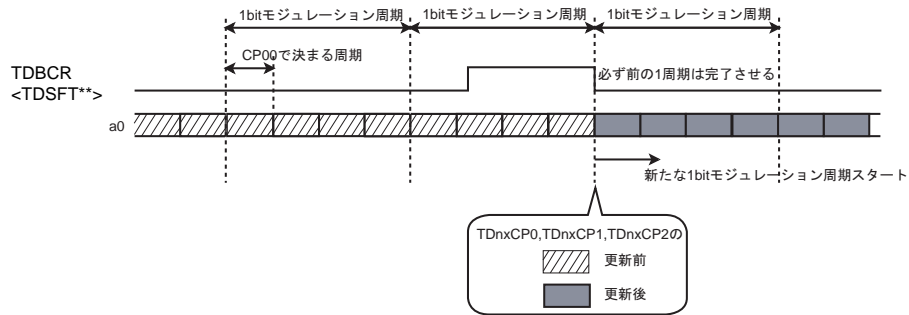 1bitモジュレーション周期 1bitモジュレーション周期 1bitモジュレーション周期
CP00で決まる周期
TDBCR
<TDSFT**>
必ず前の1周期は完了させる
a0
新たな1bitモジュレーション周期スタート
TDnxCP0,TDnxCP1,TDnxCP2の
更新前
更新後